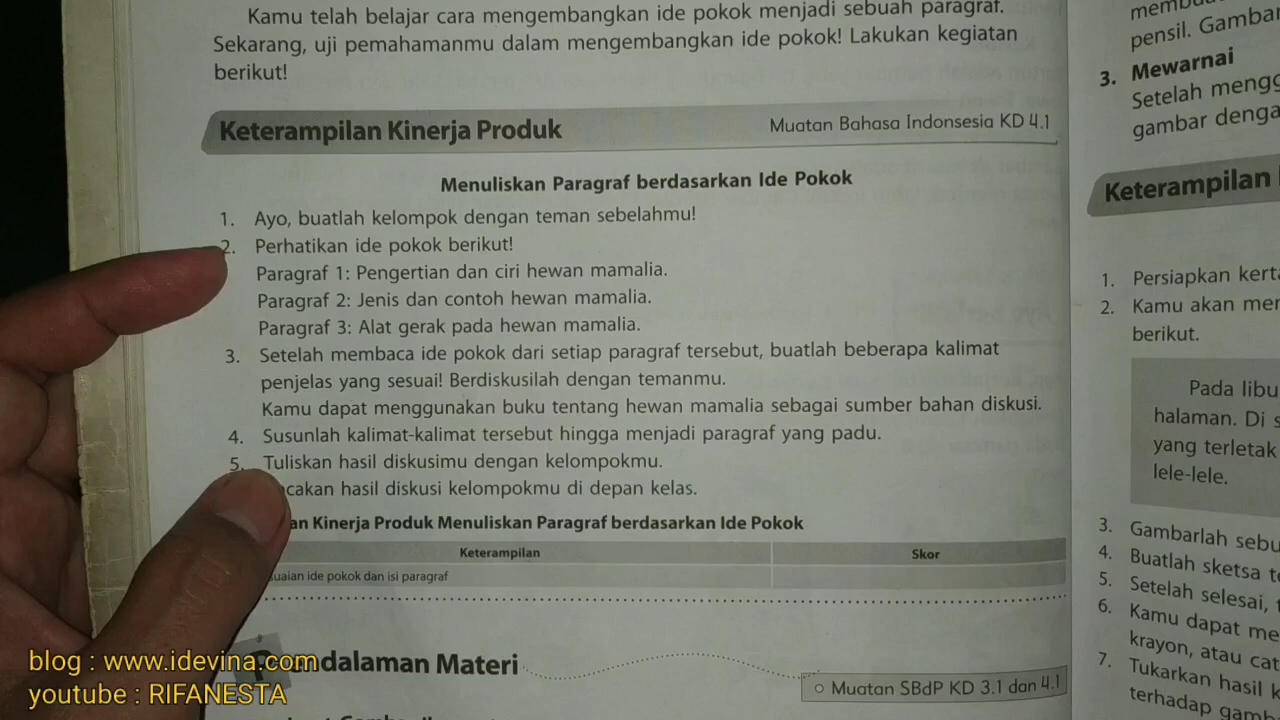 Kamu telah belajar cara mengembangkan ide pokok menjadi sebuah paragraf.
Sekarang, uji pemahamanmu dalam mengembangkan ide pokok! Lakukan kegiatan
berikut!
Keterampilan Kinerja Produk
Muatan Bahasa Indonsesia KD 4.1
Menuliskan Paragraf berdasarkan Ide Pokok
1. Ayo, buatlah kelompok dengan teman sebelahmu!
2. Perhatikan ide pokok berikut!
Paragraf 1: Pengertian dan ciri hewan mamalia.
Paragraf 2: Jenis dan contoh hewan mamalia.
Paragraf 3: Alat gerak pada hewan mamalia.
3. Setelah membaca ide pokok dari setiap paragraf tersebut, buatlah beberapa kalimat
penjelas yang sesuai! Berdiskusilah dengan temanmu.
Kamu dapat menggunakan buku tentang hewan mamalia sebagai sumber bahan diskusi.
4. Susunlah kalimat-kalimat tersebut hingga menjadi paragraf yang padu.
5. Tuliskan hasil diskusimu dengan kelompokmu.
cakan hasil diskusi kelompokmu di depan kelas.
an Kinerja Produk Menuliskan Paragraf berdasarkan Ide Pokok
Keterampilan Skor
uaian ide pokok dan isi paragraf
ndalaman Materi
Muatan SBdP KD 3.1 dan 4.1
pensil. Gambar
3. Mewarnai
Setelah mengg
gambar denga
Keterampilan
1. Persiapkan kert
2. Kamu akan mer
berikut.
Pada libu
halaman. Di s
yang terletak
lele-lele.
3. Gambarlah sebu
4. Buatlah sketsa t
5. Setelah selesai,
6. Kamu dapat me
krayon, atau cat
7. Tukarkan hasil k
terhadap gamb
blog : www.idevina.com
youtube : RIFANESTA